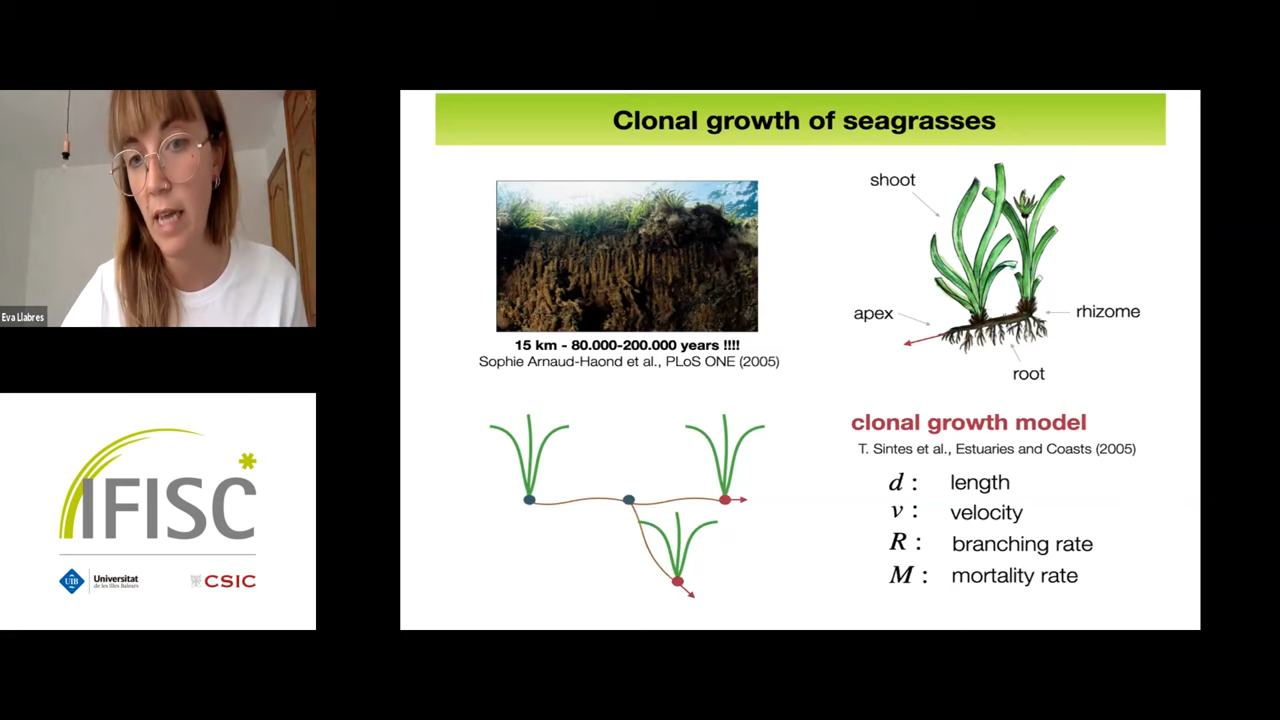 Clonal growth of seagrasses
shoot
apex
rhizome
root
15 km - 80.000-200.000 years !!!!
Sophie Arnaud-Haond et al., PLoS ONE (2005)
clonal growth model
T. Sintes et al., Estuaries and Coasts (2005)
d : length
v : velocity
R : branching rate
M : mortality rate
Eva Llabres
IFISC
UIB
Universitat
de les Illes Balears
CSIC